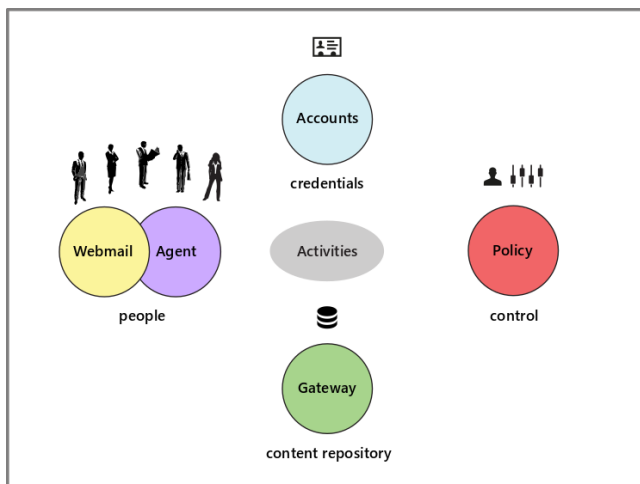 Accounts
credentials
Webmail
Agent
Activities
Policy
people
control
Gateway
content repository